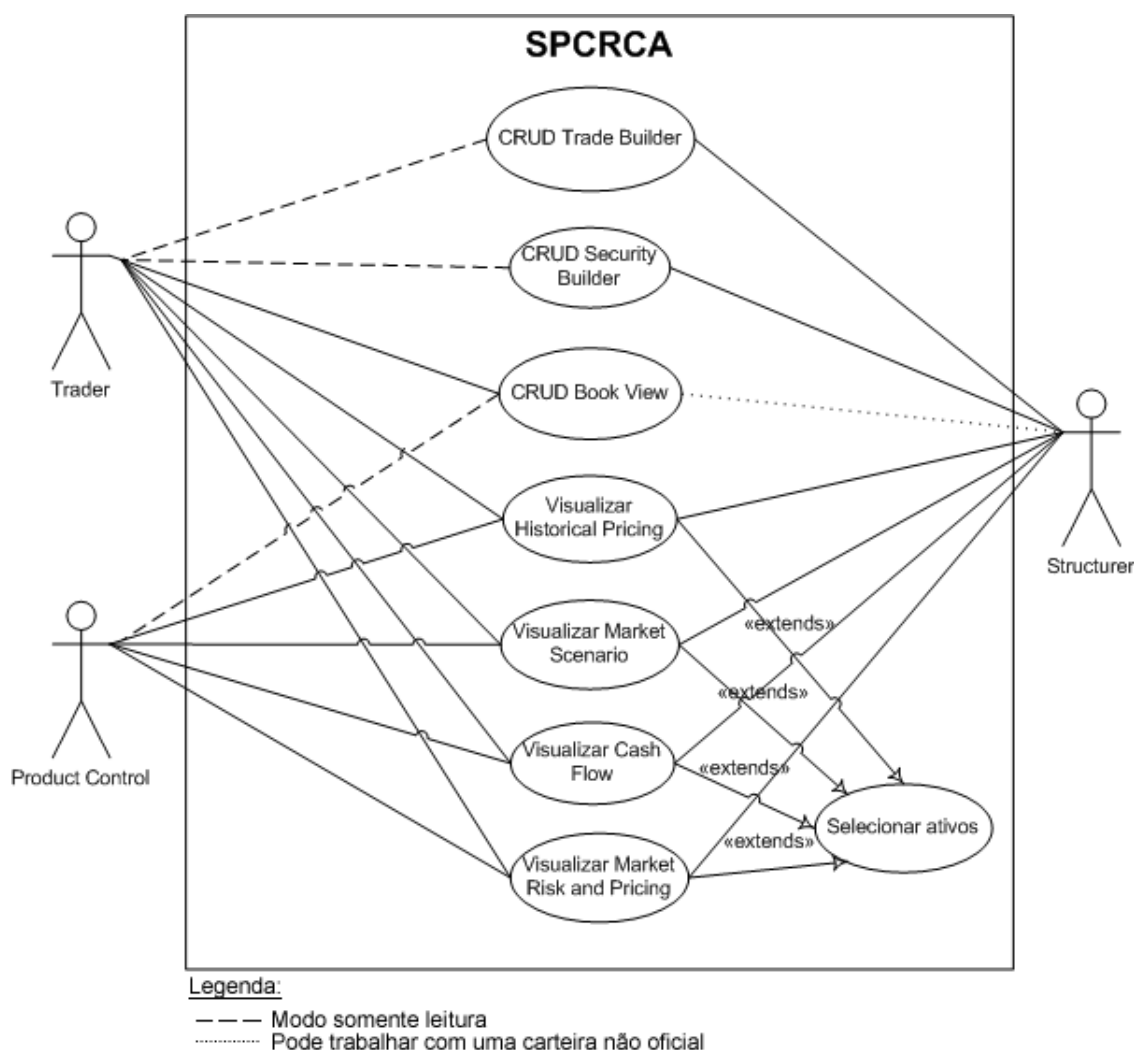 SPCRCA
CRUD Trade Builder
CRUD Security
Builder
Trader
CRUD Book View
Visualizar
Historical Pricing
Structurer
«extends»
Visualizar Market
Scenario
«extends»
Product Control
Visualizar Cash
Flow
«extends»
Selecionar ativos
«extends»
Visualizar Market
Risk and Pricing
Legenda:
Modo somente leitura
Pode trabalhar com uma carteira não oficial